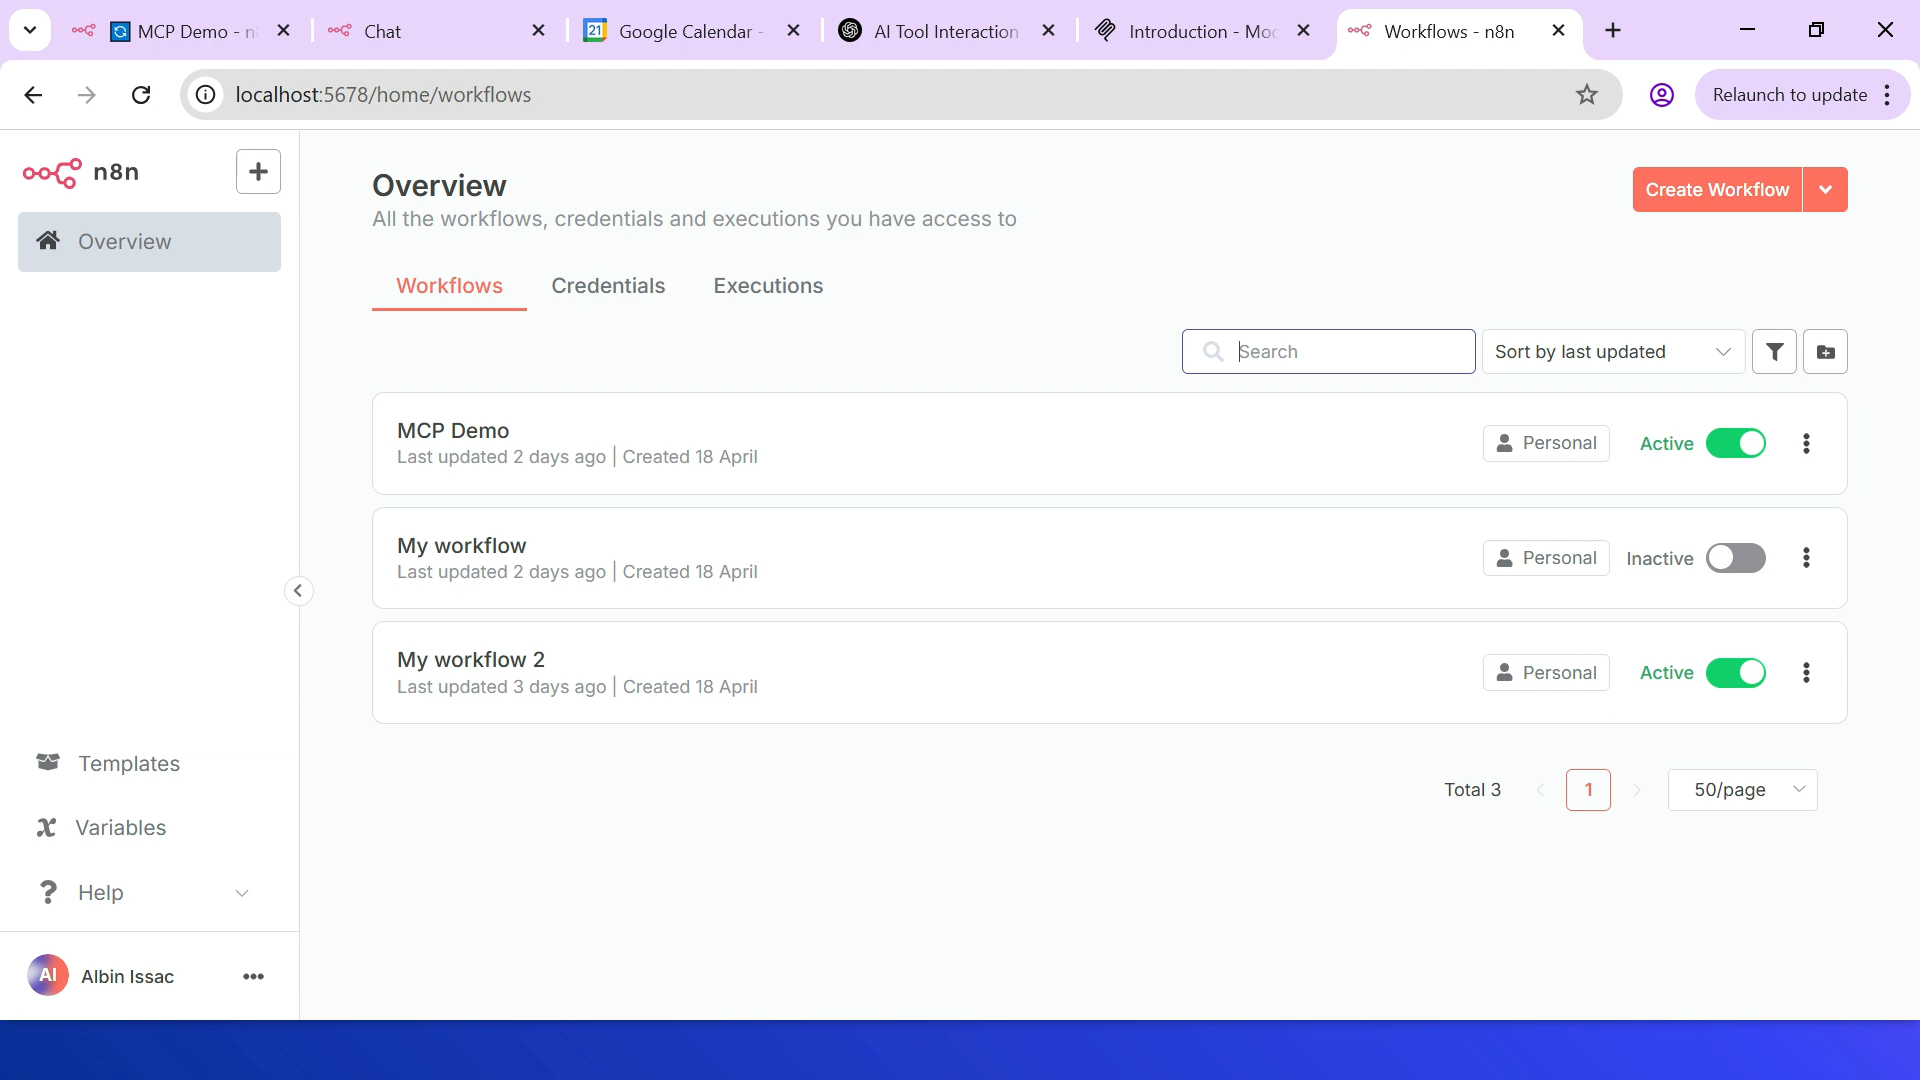 MCP Demo - n
Chat
Google Calendar -
AI Tool Interaction
Introduction - Mo
Workflows - n8n
localhost:5678/home/workflows
Relaunch to update
n8n
Overview
Overview
All the workflows, credentials and executions you have access to
Create Workflow
Workflows
Credentials
Executions
Search
Sort by last updated
MCP Demo
Last updated 2 days ago | Created 18 April
Personal
Active
My workflow
Last updated 2 days ago | Created 18 April
Personal
Inactive
My workflow 2
Last updated 3 days ago | Created 18 April
Personal
Active
Total 3
1
50/page
Templates
Variables
Help
AI
Albin Issac